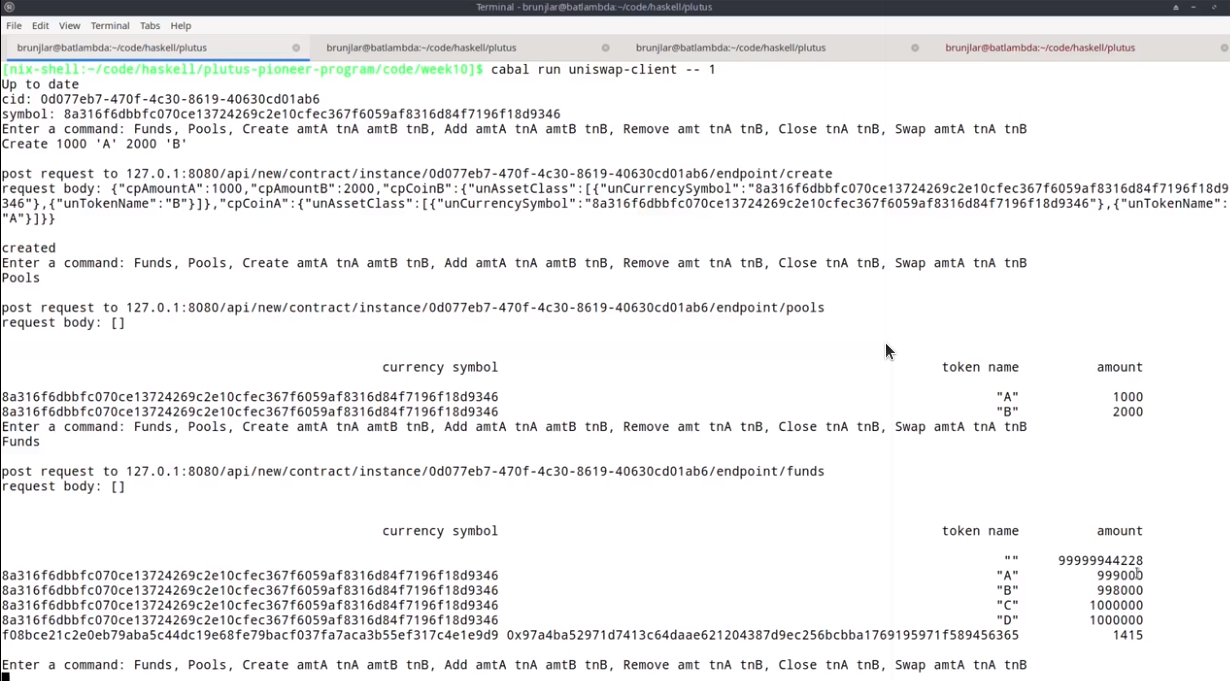 Terminal - brunjlar@batlambda:~/code/haskell/plutus
File Edit View Terminal Tabs Help
brunjlar@batlambda:~/code/haskell/plutus brunjlar@batlambda:~/code/haskell/plutus brunjlar@batlambda:~/code/haskell/plutus brunjlar@batlambda:~/code/haskell/plutus
[nix-shell:~/code/haskell/plutus-pioneer-program/code/week10]$ cabal run uniswap-client -- 1
Up to date
cid: 0d077eb7-470f-4c30-8619-40630cd01ab6
symbol: 8a316f6dbbfc070ce13724269c2e10cfec367f6059af8316d84f7196f18d9346
Enter a command: Funds, Pools, Create amtA tnA amtB tnB, Add amtA tnA amtB tnB, Remove amt tnA tnB, Close tnA tnB, Swap amtA tnA tnB
Create 1000 'A' 2000 'B'
post request to 127.0.1:8080/api/new/contract/instance/0d077eb7-470f-4c30-8619-40630cd01ab6/endpoint/create
request body: {"cpAmountA":1000,"cpAmountB":2000,"cpCoinB":{"unAssetClass":[{"unCurrencySymbol":"8a316f6dbbfc070ce13724269c2e10cfec367f6059af8316d84f7196f18d9
346"},{"unTokenName":"B"}]},"cpCoinA":{"unAssetClass":[{"unCurrencySymbol":"8a316f6dbbfc070ce13724269c2e10cfec367f6059af8316d84f7196f18d9346"},{"unTokenName":
"A"}]}}
created
Enter a command: Funds, Pools, Create amtA tnA amtB tnB, Add amtA tnA amtB tnB, Remove amt tnA tnB, Close tnA tnB, Swap amtA tnA tnB
Pools
post request to 127.0.1:8080/api/new/contract/instance/0d077eb7-470f-4c30-8619-40630cd01ab6/endpoint/pools
request body: []
currency symbol token name amount
8a316f6dbbfc070ce13724269c2e10cfec367f6059af8316d84f7196f18d9346 "A" 1000
8a316f6dbbfc070ce13724269c2e10cfec367f6059af8316d84f7196f18d9346 "B" 2000
Enter a command: Funds, Pools, Create amtA tnA amtB tnB, Add amtA tnA amtB tnB, Remove amt tnA tnB, Close tnA tnB, Swap amtA tnA tnB
Funds
post request to 127.0.1:8080/api/new/contract/instance/0d077eb7-470f-4c30-8619-40630cd01ab6/endpoint/funds
request body: []
currency symbol token name amount
"" 99999944228
8a316f6dbbfc070ce13724269c2e10cfec367f6059af8316d84f7196f18d9346 "A" 999000
8a316f6dbbfc070ce13724269c2e10cfec367f6059af8316d84f7196f18d9346 "B" 998000
8a316f6dbbfc070ce13724269c2e10cfec367f6059af8316d84f7196f18d9346 "C" 1000000
8a316f6dbbfc070ce13724269c2e10cfec367f6059af8316d84f7196f18d9346 "D" 1000000
f08bce21c2e0eb79aba5c44dc19e68fe79bacf037fa7aca3b55ef317c4e1e9d9 0x97a4ba52971d7413c64daae621204387d9ec256bcbba1769195971f589456365 1415
Enter a command: Funds, Pools, Create amtA tnA amtB tnB, Add amtA tnA amtB tnB, Remove amt tnA tnB, Close tnA tnB, Swap amtA tnA tnB